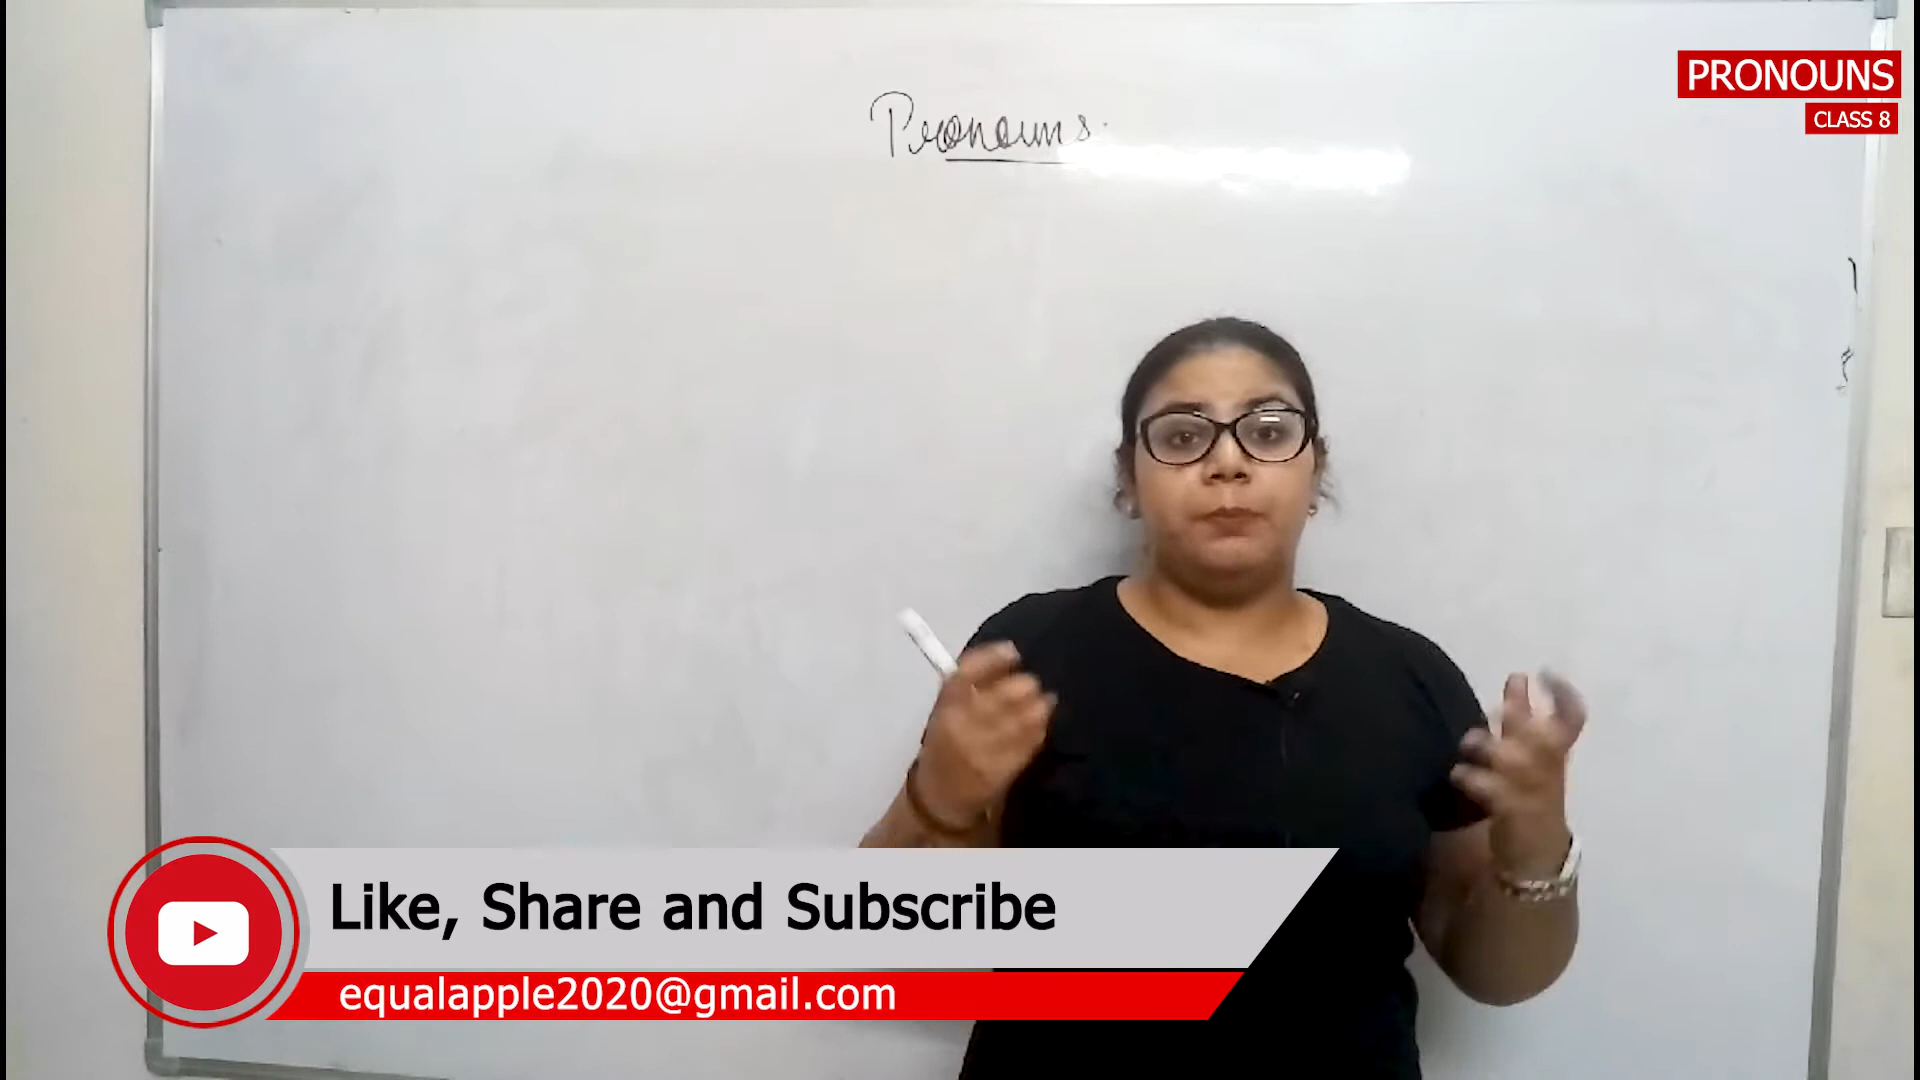 Pronouns.
PRONOUNS
CLASS 8
Like, Share and Subscribe
equalapple2020@gmail.com